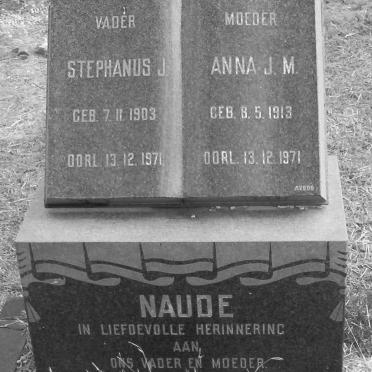 VADER
STEPHANUS J.
GEB. 7. 11. 1903
OORL. 13. 12. 1971
MOEDER
ANNA J. M.
GEB. 8. 5. 1913
OORL. 13. 12. 1971
NAUDE
IN LIEFDEVOLLE HERINNERING
AAN
ONS VADER EN MOEDER